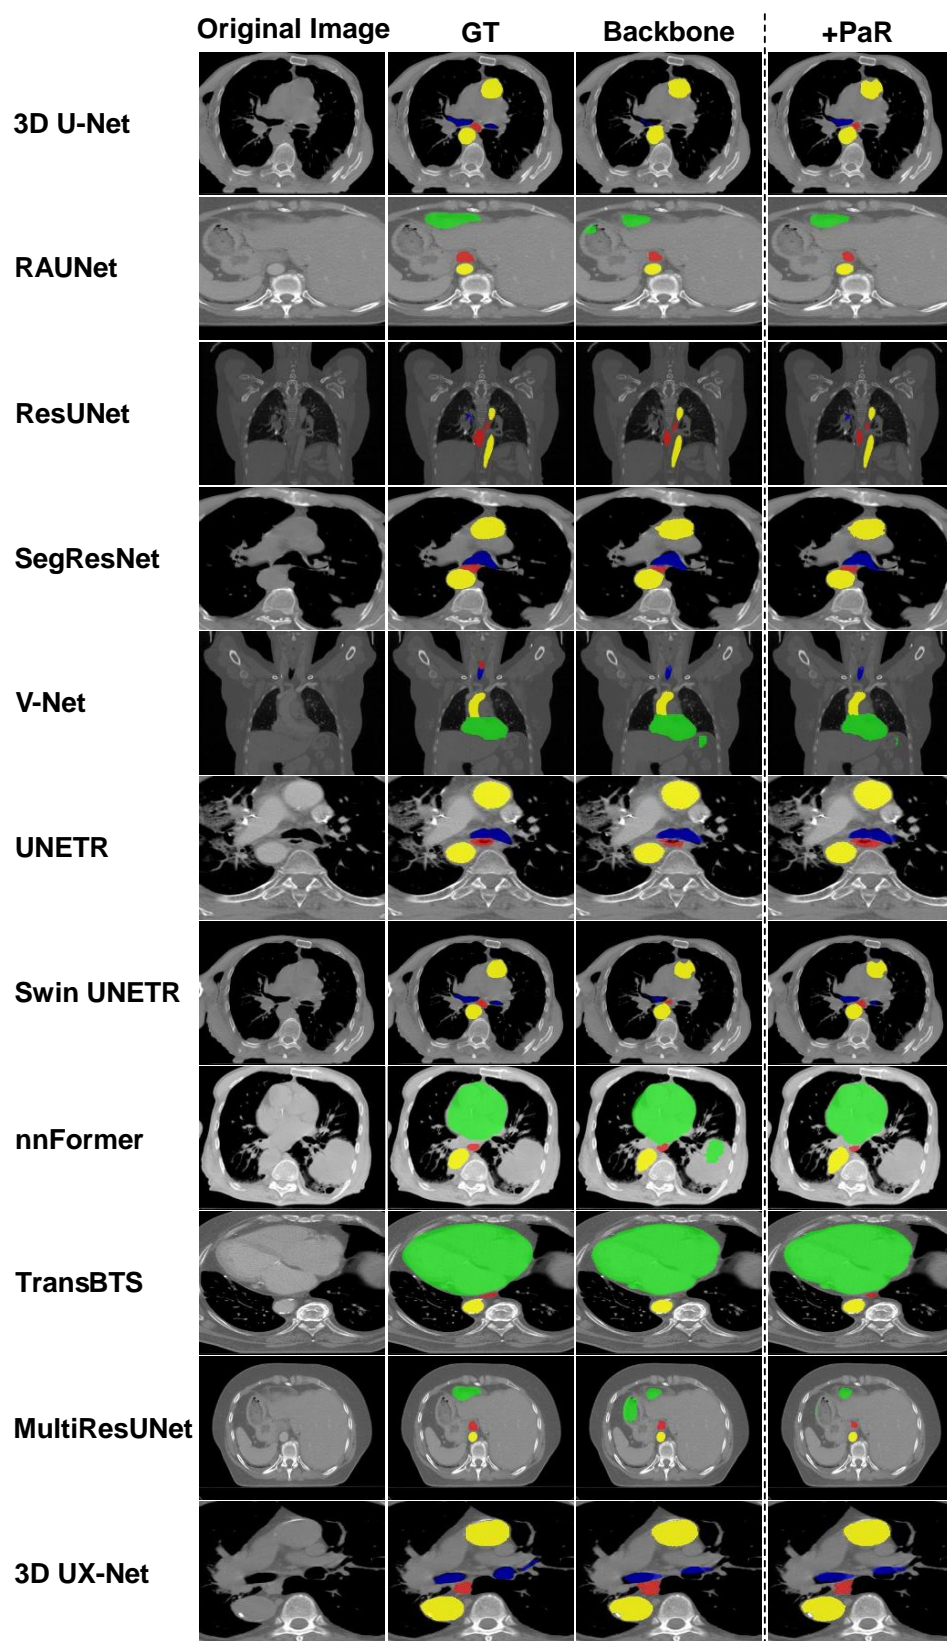 Original Image GT Backbone +PaR
3D U-Net
RAUNet
ResUNet
SegResNet
V-Net
UNETR
Swin UNETR
nnFormer
TransBTS
MultiResUNet
3D UX-Net